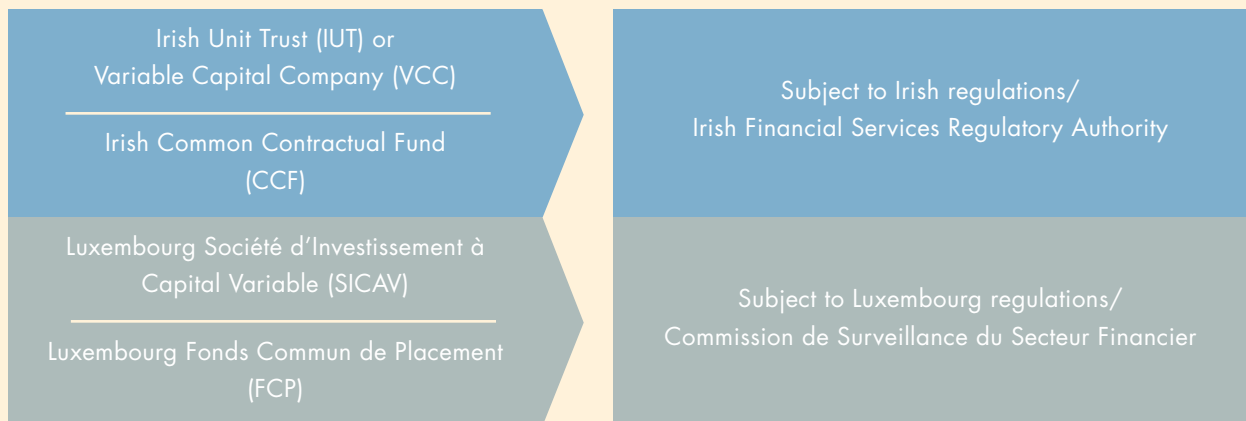 Irish Unit Trust (IUT) or
Variable Capital Company (VCC)
Irish Common Contractual Fund
(CCF)
Subject to Irish regulations/
Irish Financial Services Regulatory Authority
Luxembourg Société d’Investissement à
Capital Variable (SICAV)
Luxembourg Fonds Commun de Placement
(FCP)
Subject to Luxembourg regulations/
Commission de Surveillance du Secteur Financier